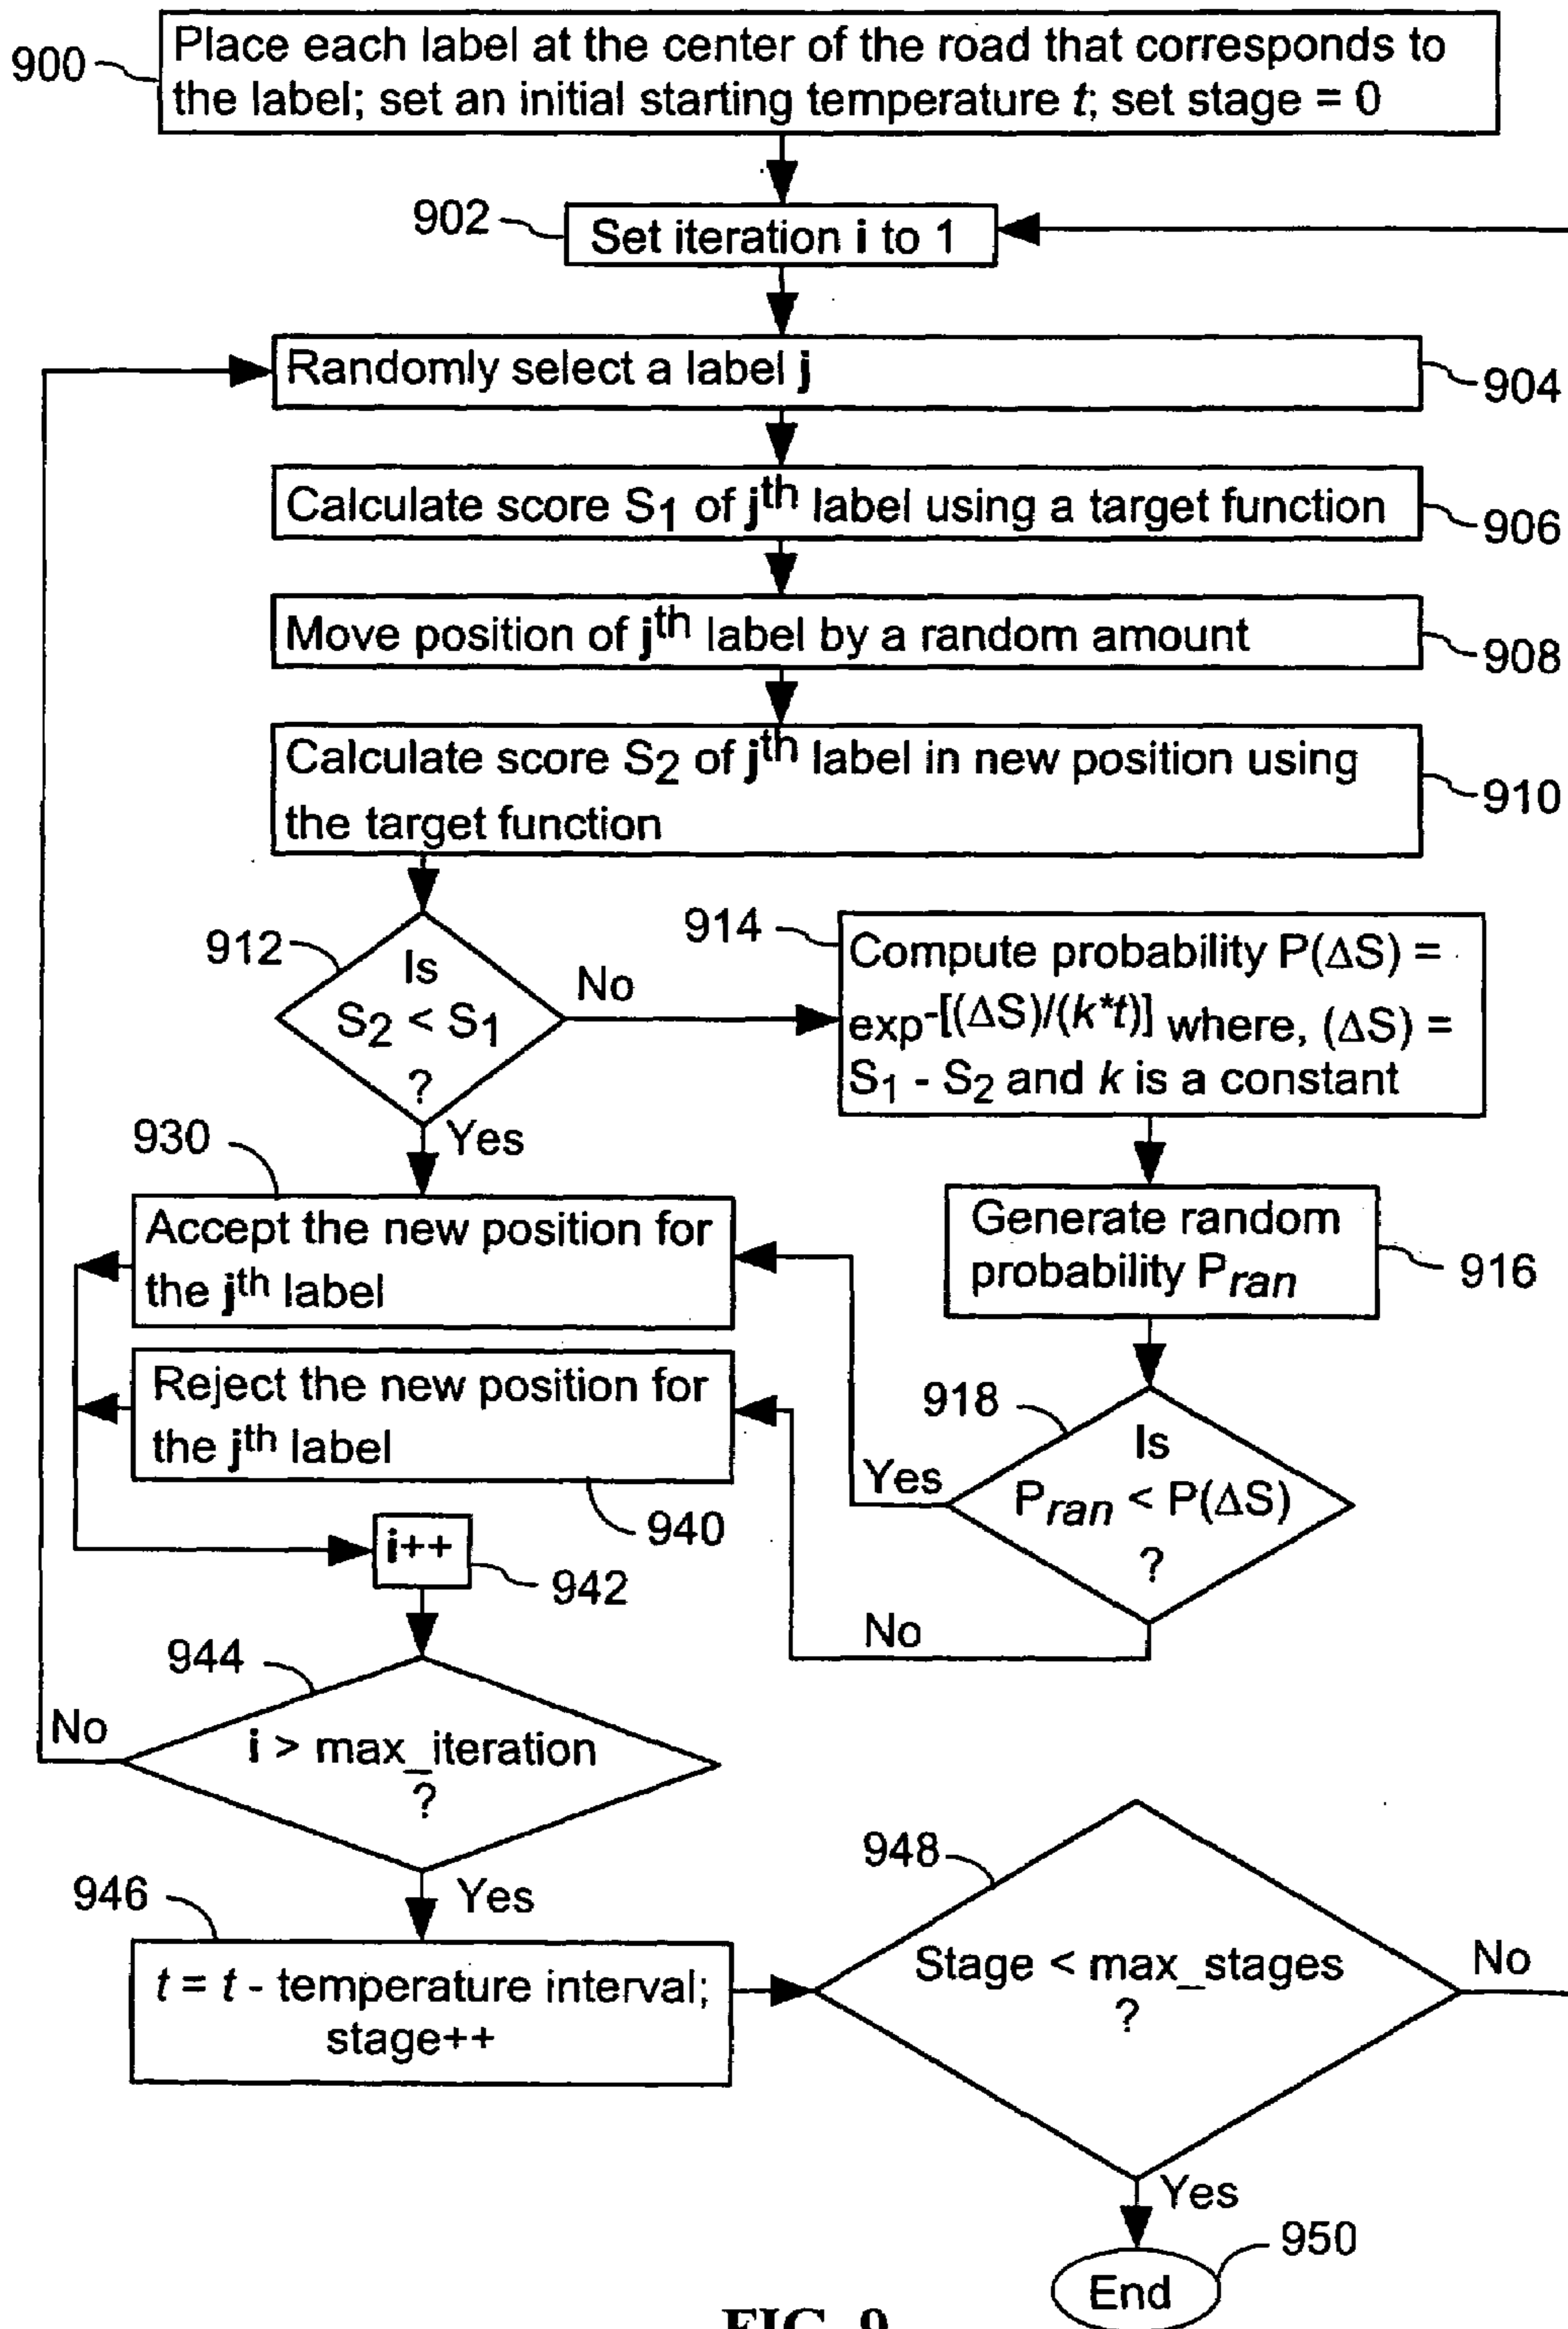 900
Place each label at the center of the road that corresponds to
the label; set an initial starting temperature t; set stage = 0
902
Set iteration i to 1
Randomly select a label j
904
Calculate score S1 of jth label using a target function
906
Move position of jth label by a random amount
908
Calculate score S2 of jth label in new position using
the target function
910
912
Is
S2 < S1
?
No
Yes
914
Compute probability P(ΔS) =
exp-[(ΔS)/(k*t)] where, (ΔS) =
S1 - S2 and k is a constant
930
Accept the new position for
the jth label
Generate random
probability Pran
916
Reject the new position for
the jth label
940
918
Is
Pran < P(ΔS)
?
Yes
No
i++
942
944
i > max_iteration
?
No
Yes
946
t = t - temperature interval;
stage++
948
Stage < max_stages
?
No
Yes
End
950
FIG. 9